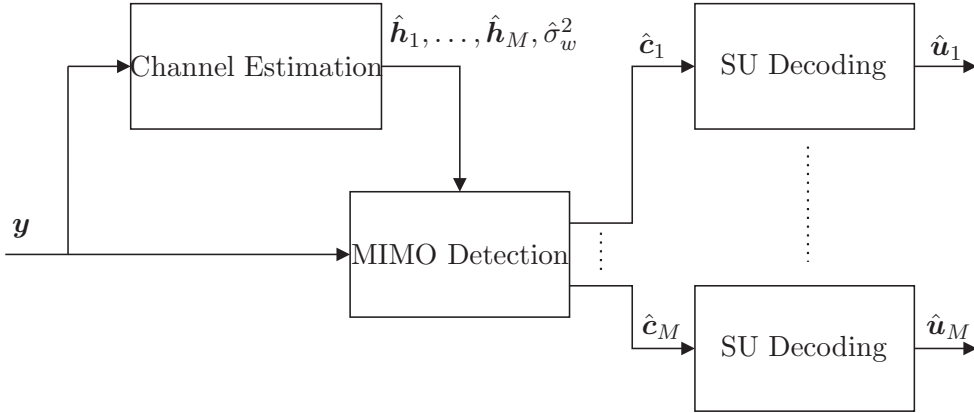 Channel Estimation
ĥ₁, . . . , ĥ_M, σ̂²_w
ĉ₁
SU Decoding
û₁
y
MIMO Detection
ĉ_M
SU Decoding
û_M